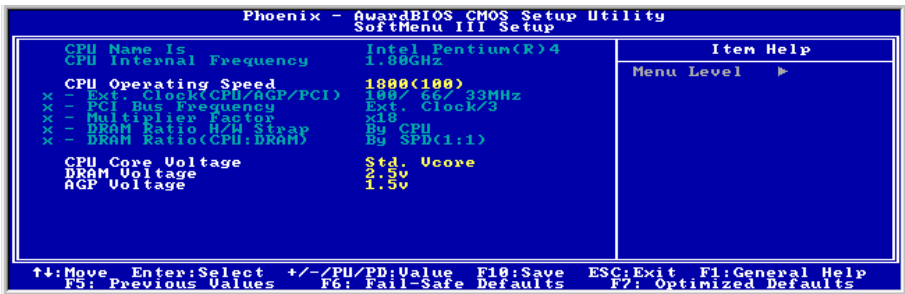 Phoenix - AwardBIOS CMOS Setup Utility
SoftMenu III Setup
CPU Name Is Intel Pentium(R)4
CPU Internal Frequency 1.80GHz
CPU Operating Speed 1800(100)
x - Ext. Clock(CPU/AGP/PCI) 100/ 66/ 33MHz
x - PCI Bus Frequency Ext. Clock/3
x - Multiplier Factor x18
x - DRAM Ratio H/W Strap By CPU
x - DRAM Ratio(CPU:DRAM) By SPD(1:1)
CPU Core Voltage Std. Vcore
DRAM Voltage 2.5v
AGP Voltage 1.5v
Item Help
Menu Level ►
↑↓:Move Enter:Select +/-/PU/PD:Value F10:Save ESC:Exit F1:General Help
F5: Previous Values F6: Fail-Safe Defaults F7: Optimized Defaults